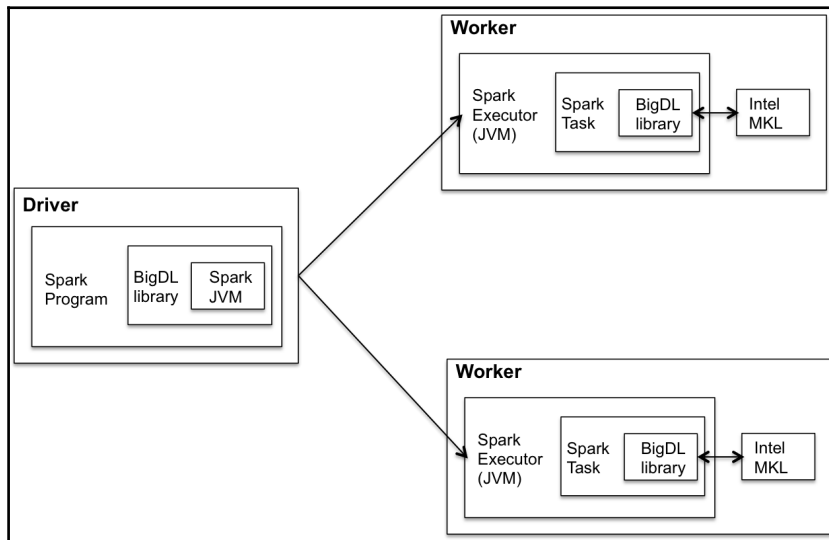 Worker
Spark
Executor
(JVM)
Spark
Task
BigDL
library
Intel
MKL
Driver
Spark
Program
BigDL
library
Spark
JVM
Worker
Spark
Executor
(JVM)
Spark
Task
BigDL
library
Intel
MKL